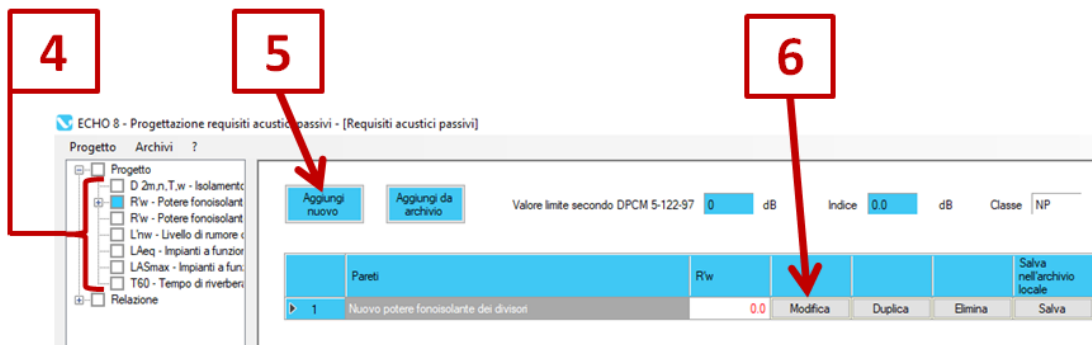 4
5
6
ECHO 8 - Progettazione requisiti acustici passivi - [Requisiti acustici passivi]
Progetto Archivi ?
Progetto
D 2m,n,T,w - Isolamento
R'w - Potere fonoisolant
R'w - Potere fonoisolant
L'nw - Livello di rumore
LAeq - Impianti a funzior
LASmax - Impianti a fun
T60 - Tempo di riverbera
Relazione
Aggiungi
nuovo
Aggiungi da
archivio
Valore limite secondo DPCM 5-122-97 0 dB Indice 0.0 dB Classe NP
Pareti R'w
Salva
nell'archivio
locale
1 Nuovo potere fonoisolante dei divisori 0.0 Modifica Duplica Elimina Salva